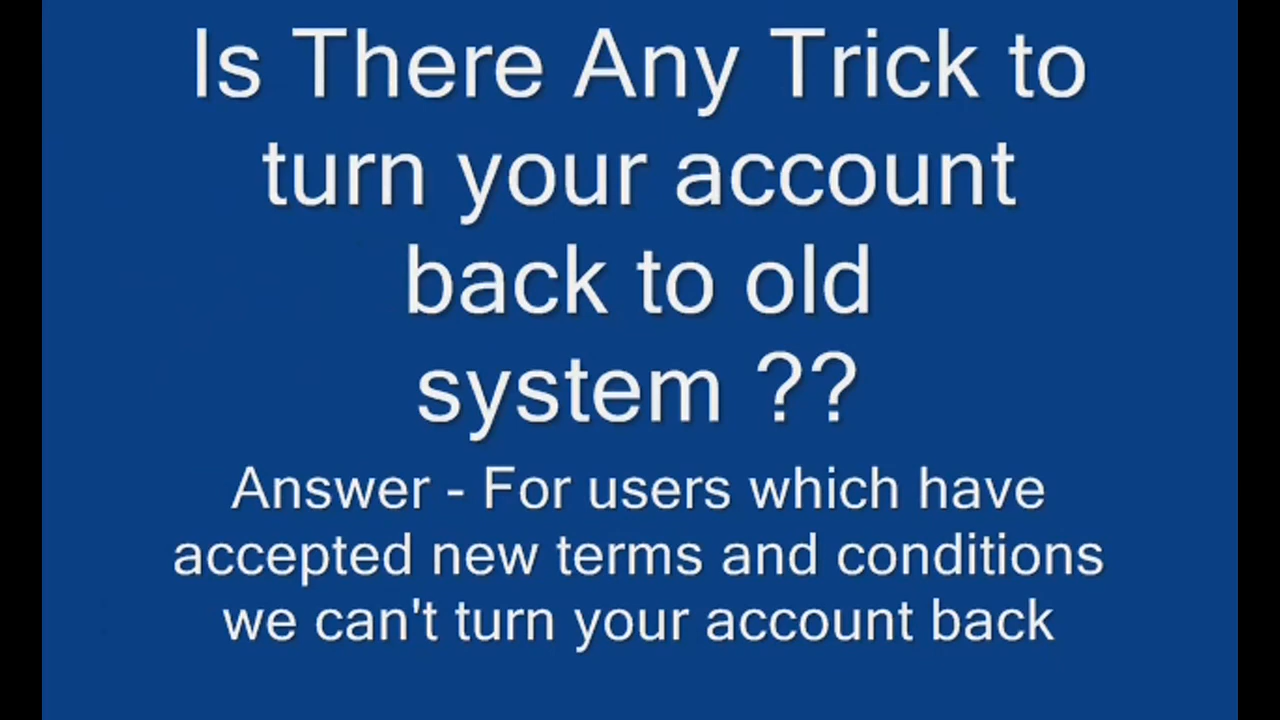 Is There Any Trick to
turn your account
back to old
system ??
Answer - For users which have
accepted new terms and conditions
we can't turn your account back